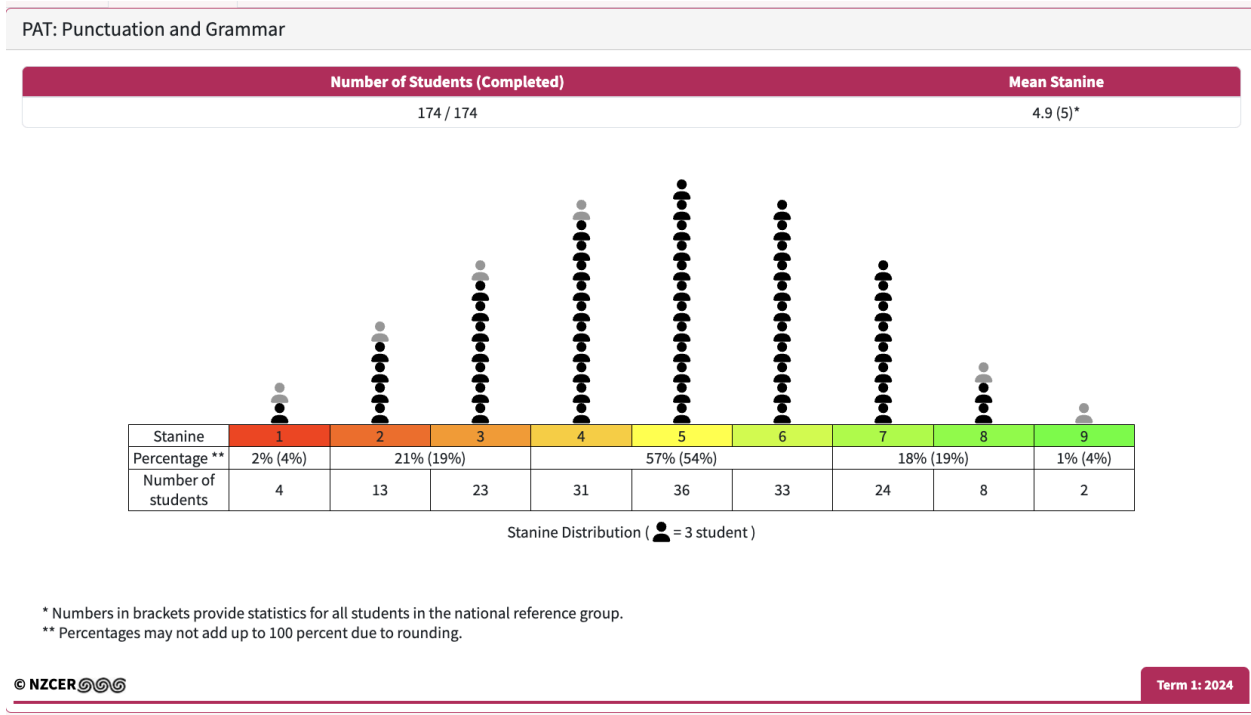 PAT: Punctuation and Grammar
Number of Students (Completed) Mean Stanine
174 / 174 4.9 (5)*
Stanine 1 2 3 4 5 6 7 8 9
Percentage ** 2% (4%) 21% (19%) 57% (54%) 18% (19%) 1% (4%)
Number of
students 4 13 23 31 36 33 24 8 2
Stanine Distribution ( = 3 student )
* Numbers in brackets provide statistics for all students in the national reference group.
** Percentages may not add up to 100 percent due to rounding.
© NZCER
Term 1: 2024